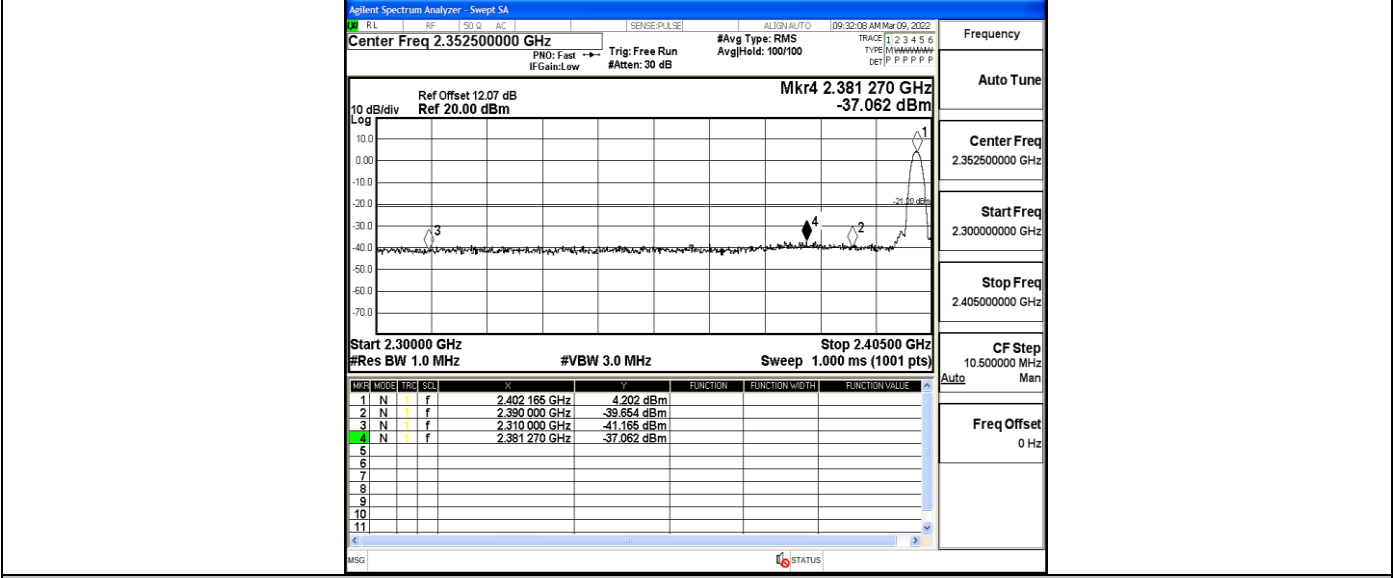 Agilent Spectrum Analyzer - Swept SA
RL RF 50 Ω AC SENSE:PULSE ALIGNAUTO 09:32:08 AM Mar 09, 2022
Center Freq 2.352500000 GHz
PNO: Fast
IFGain:Low
Trig: Free Run
#Atten: 30 dB
#Avg Type: RMS
Avg|Hold: 100/100
TRACE 1 2 3 4 5 6
TYPE M
DET P P P P P P
Frequency
Mkr4 2.381 270 GHz
-37.062 dBm
Ref Offset 12.07 dB
10 dB/div Ref 20.00 dBm
Log
10.0
0.00
-10.0
-20.0
-30.0
-40.0
-50.0
-60.0
-70.0
1
-21.20 dBm
3
4
2
Start 2.30000 GHz Stop 2.40500 GHz
#Res BW 1.0 MHz #VBW 3.0 MHz Sweep 1.000 ms (1001 pts)
MKR MODE TRC SCL X Y FUNCTION FUNCTION WIDTH FUNCTION VALUE
1 N 1 f 2.402 165 GHz 4.202 dBm
2 N 1 f 2.390 000 GHz -39.654 dBm
3 N 1 f 2.310 000 GHz -41.165 dBm
4 N 1 f 2.381 270 GHz -37.062 dBm
5
6
7
8
9
10
11
MSG STATUS
Auto Tune
Center Freq
2.352500000 GHz
Start Freq
2.300000000 GHz
Stop Freq
2.405000000 GHz
CF Step
10.500000 MHz
Auto Man
Freq Offset
0 Hz